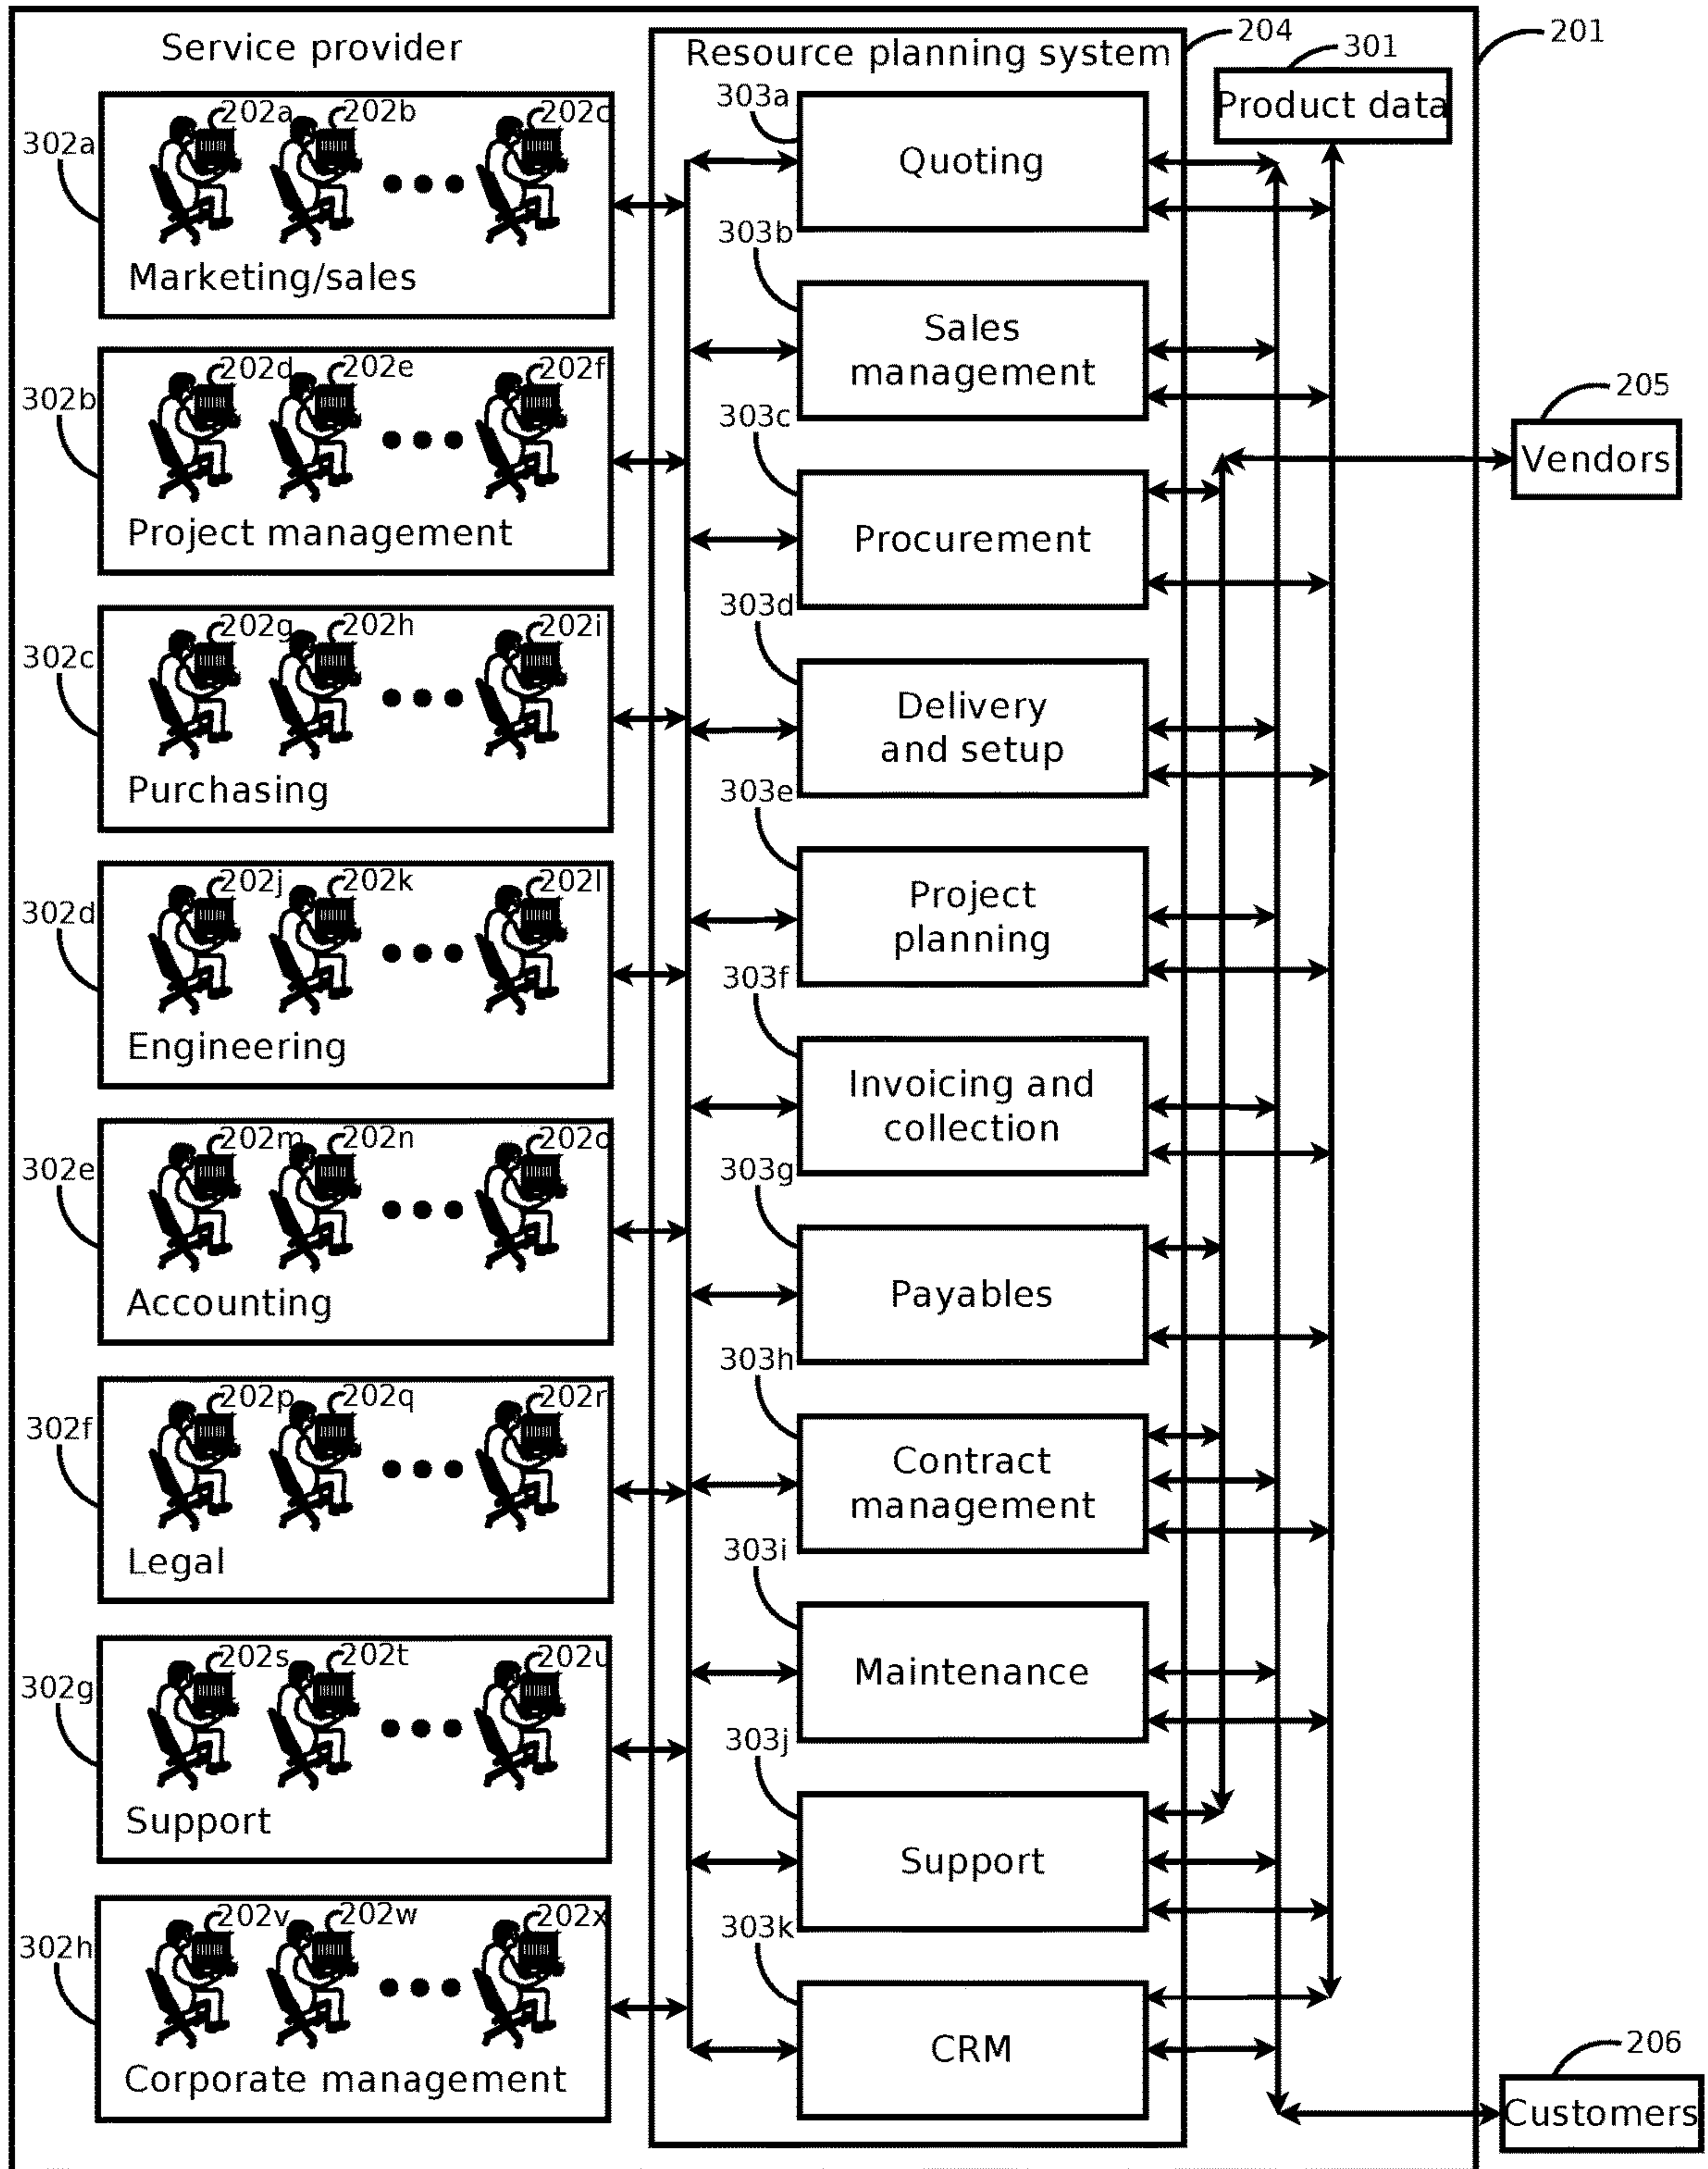 Service provider
Resource planning system
204
301
201
Product data
302a
202a
202b
202c
Marketing/sales
302b
202d
202e
202f
Project management
302c
202g
202h
202i
Purchasing
302d
202j
202k
202l
Engineering
302e
202m
202n
202o
Accounting
302f
202p
202q
202r
Legal
302g
202s
202t
202u
Support
302h
202v
202w
202x
Corporate management
303a
Quoting
303b
Sales
management
303c
Procurement
303d
Delivery
and setup
303e
Project
planning
303f
Invoicing and
collection
303g
Payables
303h
Contract
management
303i
Maintenance
303j
Support
303k
CRM
205
Vendors
206
Customers